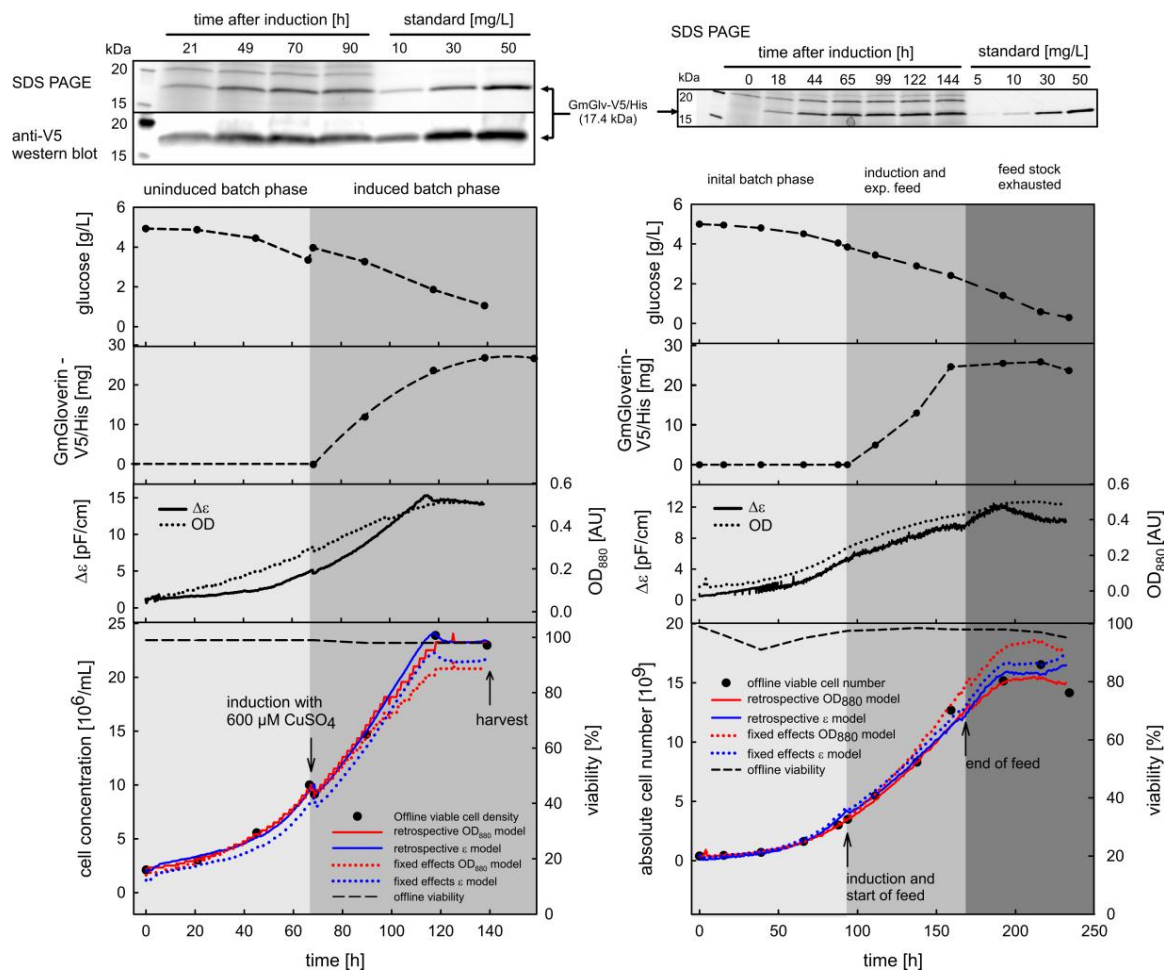 time after induction [h] standard [mg/L]
kDa 21 49 70 90 10 30 50
SDS PAGE
20
15
anti-V5
western blot
20
15
GmGlv-V5/His
(17.4 kDa)
SDS PAGE
time after induction [h] standard [mg/L]
kDa 0 18 44 65 99 122 144 5 10 30 50
20
15
uninduced batch phase induced batch phase
glucose [g/L]
6
4
2
0
GmGloverin -
V5/His [mg]
30
20
10
0
Δε [pF/cm]
15
10
5
0
Δε
OD
OD880 [AU]
0.6
0.4
0.2
0.0
cell concentration [10⁶/mL]
25
20
15
10
5
0
induction with
600 µM CuSO₄
harvest
Offline viable cell density
retrospective OD880 model
retrospective ε model
fixed effects OD880 model
fixed effects ε model
offline viability
viability [%]
100
80
60
40
20
0
0 20 40 60 80 100 120 140
time [h]
inital batch phase
induction and
exp. feed
feed stock
exhausted
glucose [g/L]
6
4
2
0
GmGloverin-
V5/His [mg]
30
20
10
0
Δε [pF/cm]
12
8
4
0
Δε
OD
OD880 [AU]
0.6
0.4
0.2
0.0
absolute cell number [10⁹]
20
15
10
5
0
offline viable cell number
retrospective OD880 model
retrospective ε model
fixed effects OD880 model
fixed effects ε model
offline viability
end of feed
induction and
start of feed
viability [%]
100
80
60
40
20
0
0 50 100 150 200 250
time [h]